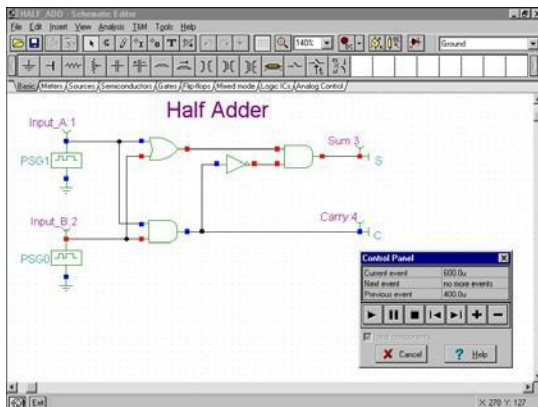 HALF_ADD - Schematic Editor
File Edit Insert View Analysis T&M Tools Help
140%
Ground
Basic Meters Sources Semiconductors Gates Flip-flops Mixed mode Logic ICs Analog Control
Half Adder
Input_A:1
PSG1
Sum 3
S
Input_B:2
PSG0
Carry 4
C
Control Panel
Current event 600.0u
Next event no more events
Previous event 400.0u
Cancel
? Help
Exit
X: 270 Y: 127